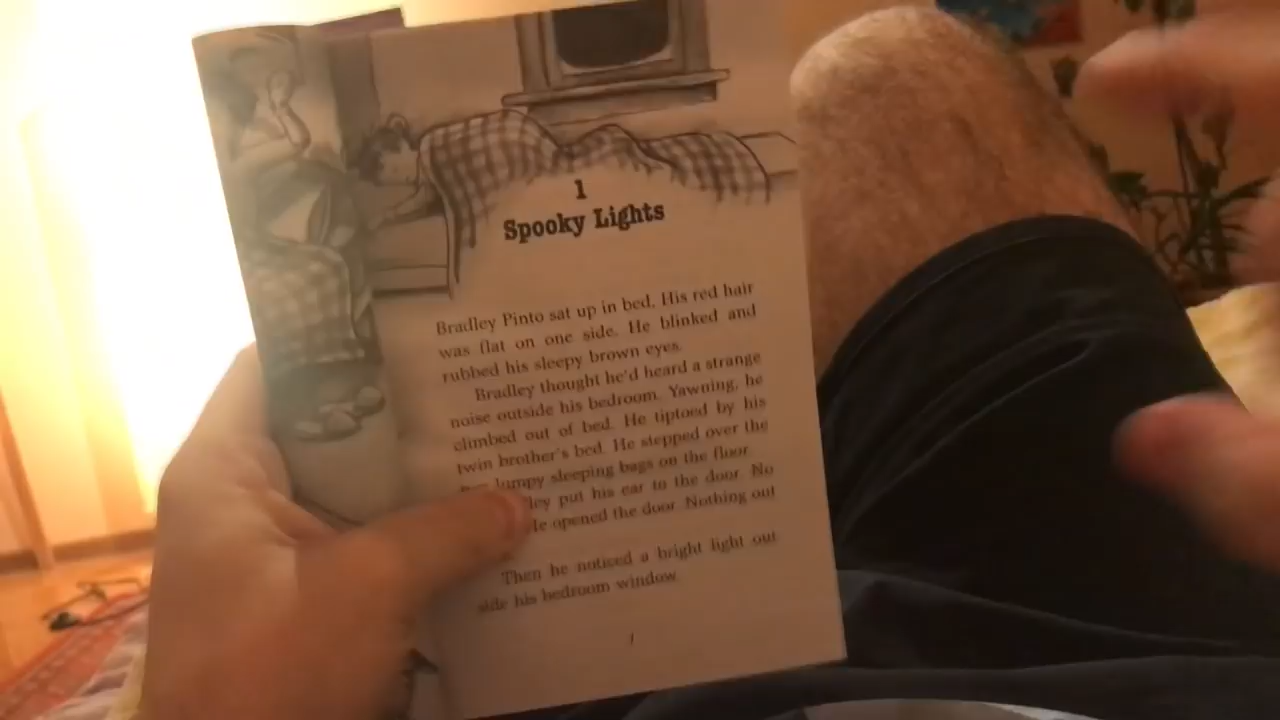 1
Spooky Lights
Bradley Pinto sat up in bed. His red hair
was flat on one side. He blinked and
rubbed his sleepy brown eyes.
Bradley thought he'd heard a strange
noise outside his bedroom. Yawning, he
climbed out of bed. He tiptoed by his
twin brother's bed. He stepped over the
lumpy sleeping bags on the floor.
put his ear to the door. No
He opened the door. Nothing out
Then he noticed a bright light out
side his bedroom window.
1